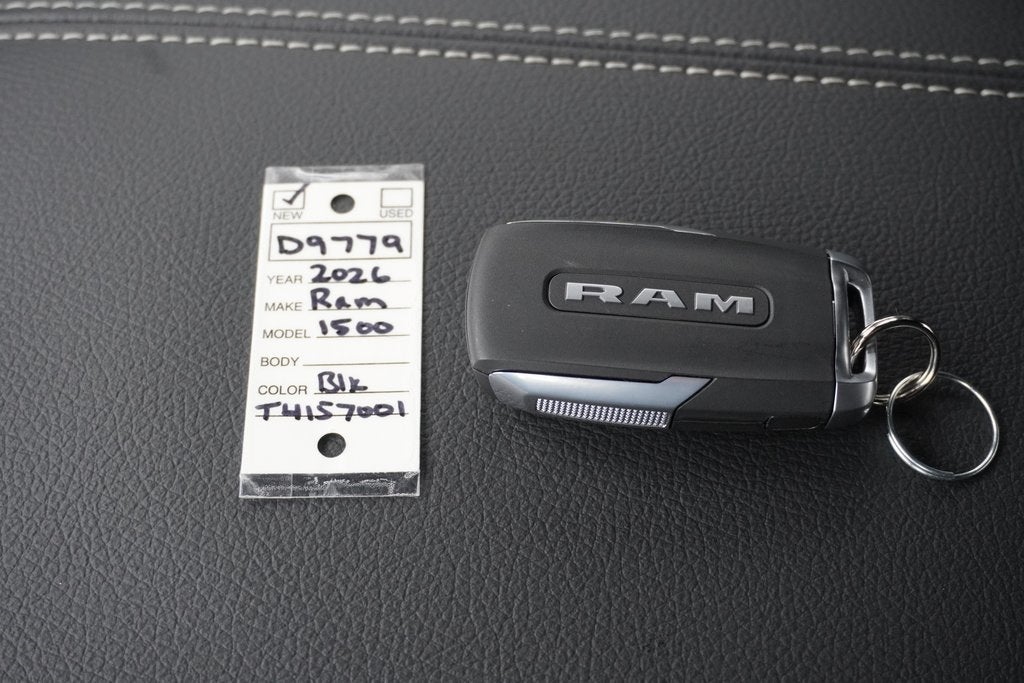 NEW USED
D9779
YEAR 2026
MAKE Ram
MODEL 1500
BODY
COLOR Blk
T4157001
RAM